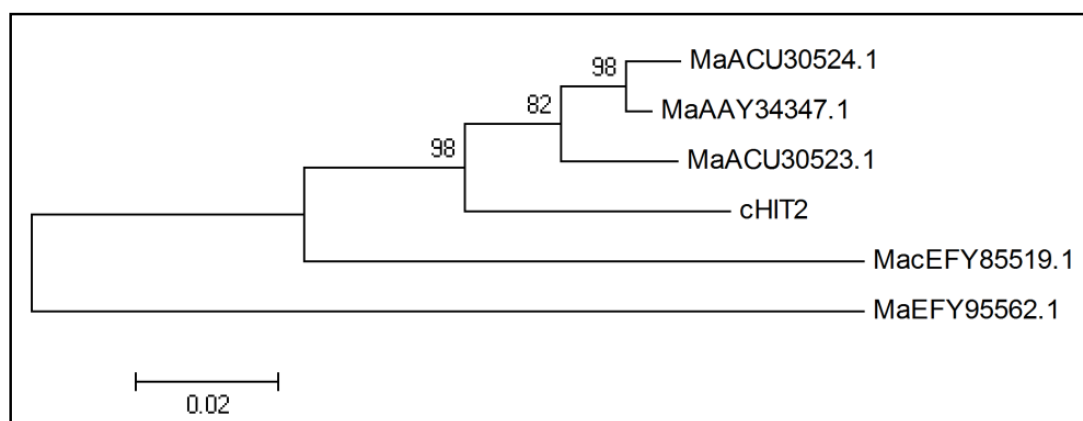 MaACU30524.1
98
MaAAY34347.1
82
98
MaACU30523.1
cHIT2
MacEFY85519.1
MaEFY95562.1
0.02